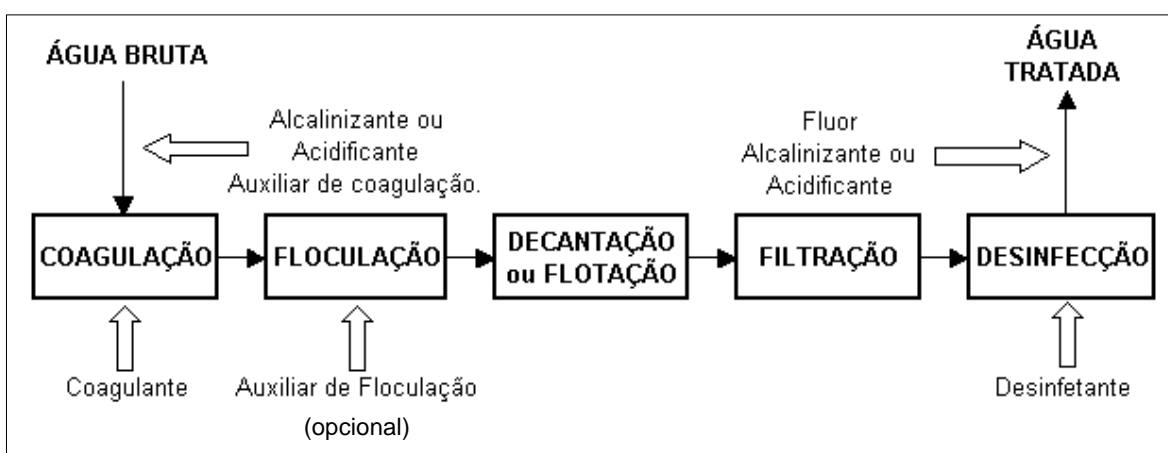 ÁGUA BRUTA
Alcalinizante ou
Acidificante
Auxiliar de coagulação.
Fluor
Alcalinizante ou
Acidificante
ÁGUA
TRATADA
COAGULAÇÃO
FLOCULAÇÃO
DECANTAÇÃO
ou FLOTAÇÃO
FILTRAÇÃO
DESINFECÇÃO
Coagulante
Auxiliar de Floculação
(opcional)
Desinfetante